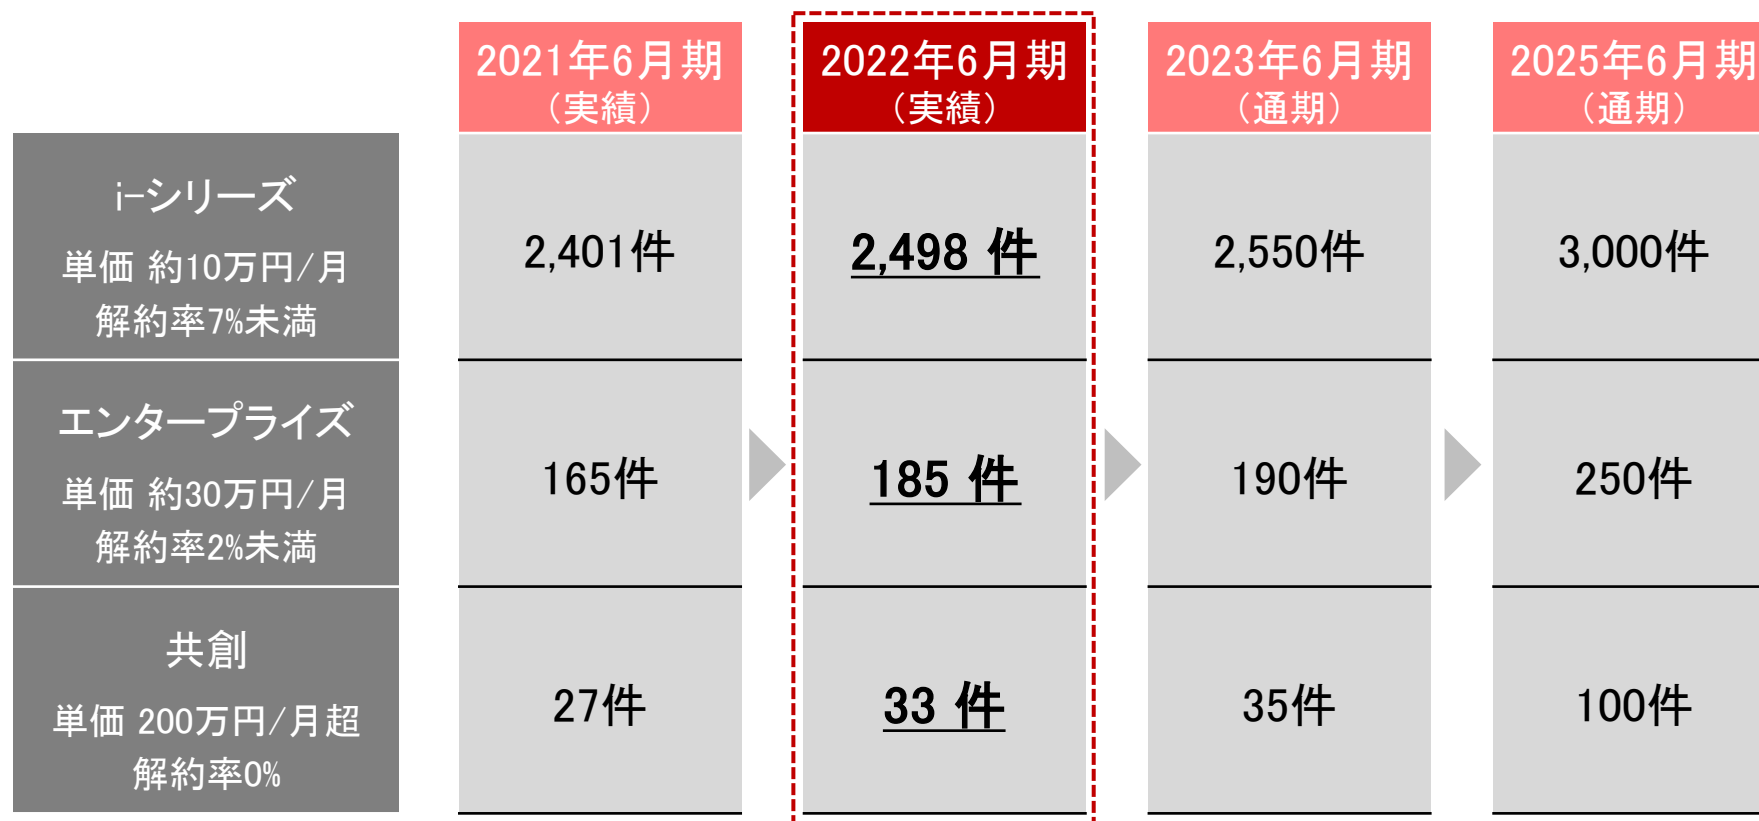 2021年6月期
（実績）
2022年6月期
（実績）
2023年6月期
（通期）
2025年6月期
（通期）
i-シリーズ
単価 約10万円/月
解約率7%未満
2,401件
2,498 件
2,550件
3,000件
エンタープライズ
単価 約30万円/月
解約率2%未満
165件
185 件
190件
250件
共創
単価 200万円/月超
解約率0%
27件
33 件
35件
100件